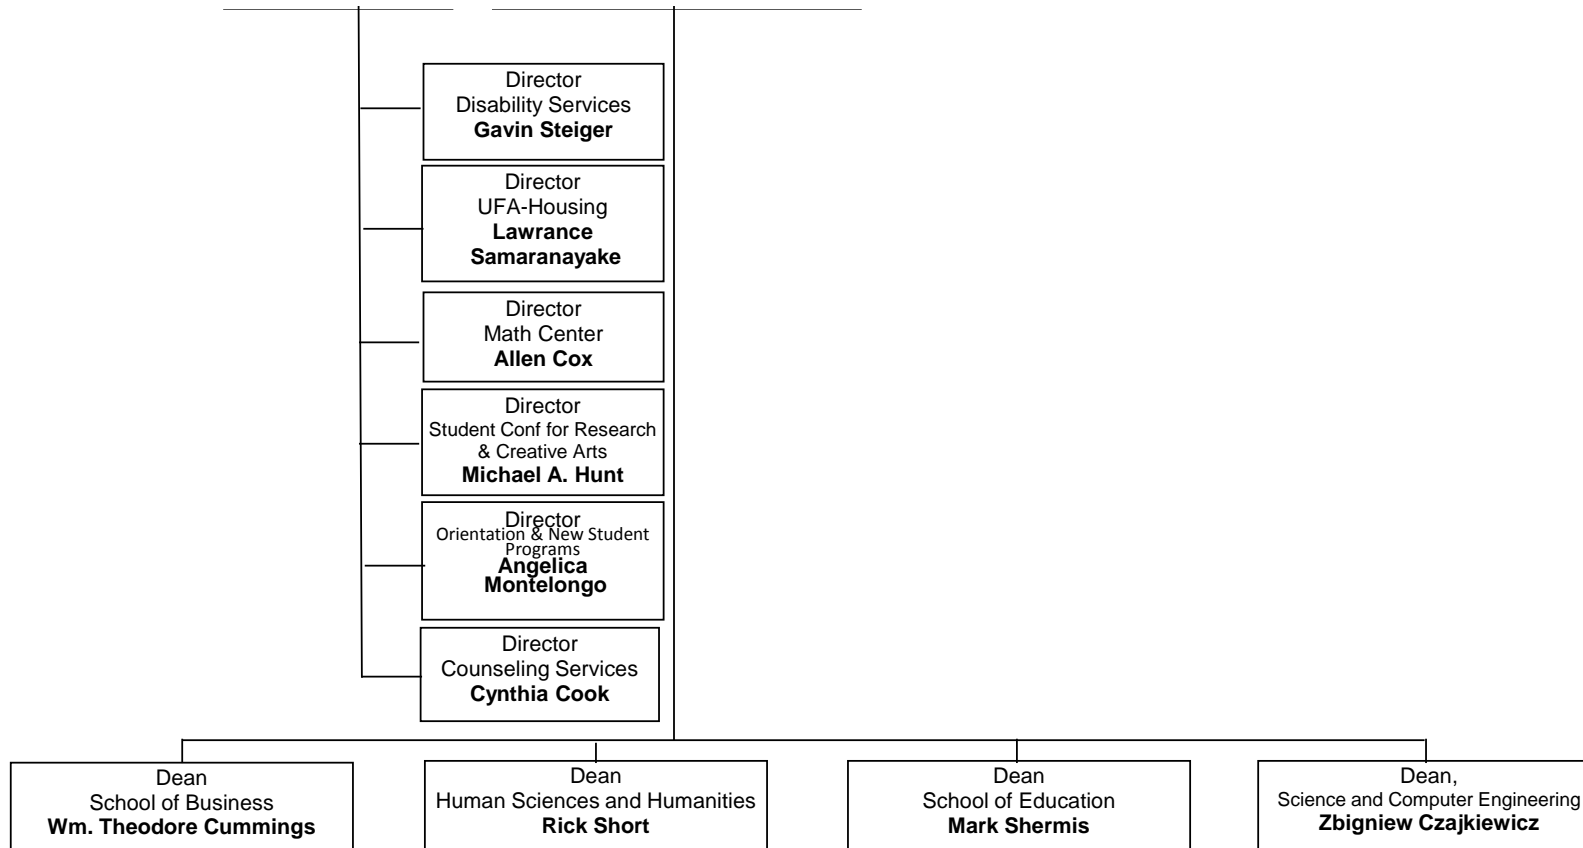 Director
Disability Services
Gavin Steiger
Director
UFA-Housing
Lawrance
Samaranayake
Director
Math Center
Allen Cox
Director
Student Conf for Research
& Creative Arts
Michael A. Hunt
Director
Orientation & New Student
Programs
Angelica
Montelongo
Director
Counseling Services
Cynthia Cook
Dean
School of Business
Wm. Theodore Cummings
Dean
Human Sciences and Humanities
Rick Short
Dean
School of Education
Mark Shermis
Dean,
Science and Computer Engineering
Zbigniew Czajkiewicz